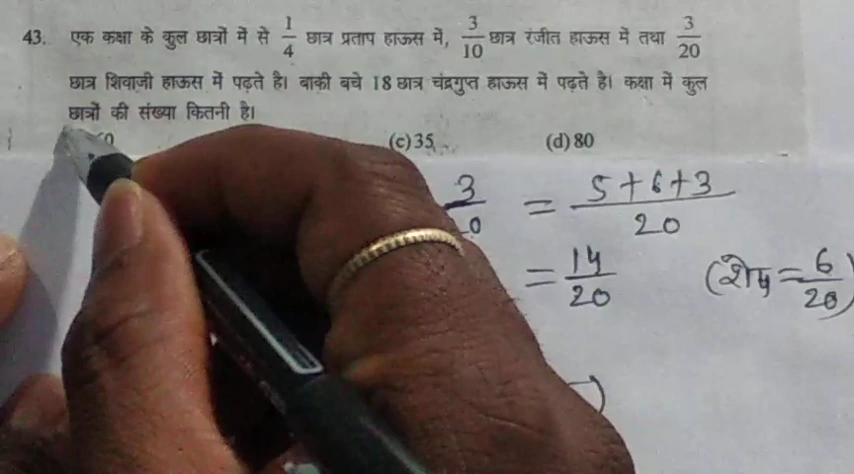 43. एक कक्षा के कुल छात्रों में से 1/4 छात्र प्रताप हाऊस में, 3/10 छात्र रंजीत हाऊस में तथा 3/20
छात्र शिवाजी हाऊस में पढ़ते है। बाकी बचे 18 छात्र चंद्रगुप्त हाऊस में पढ़ते है। कक्षा में कुल
छात्रों की संख्या कितनी है।
(c) 35 (d) 80
3 = 5+6+3/20
= 14/20 (शेष = 6/20)